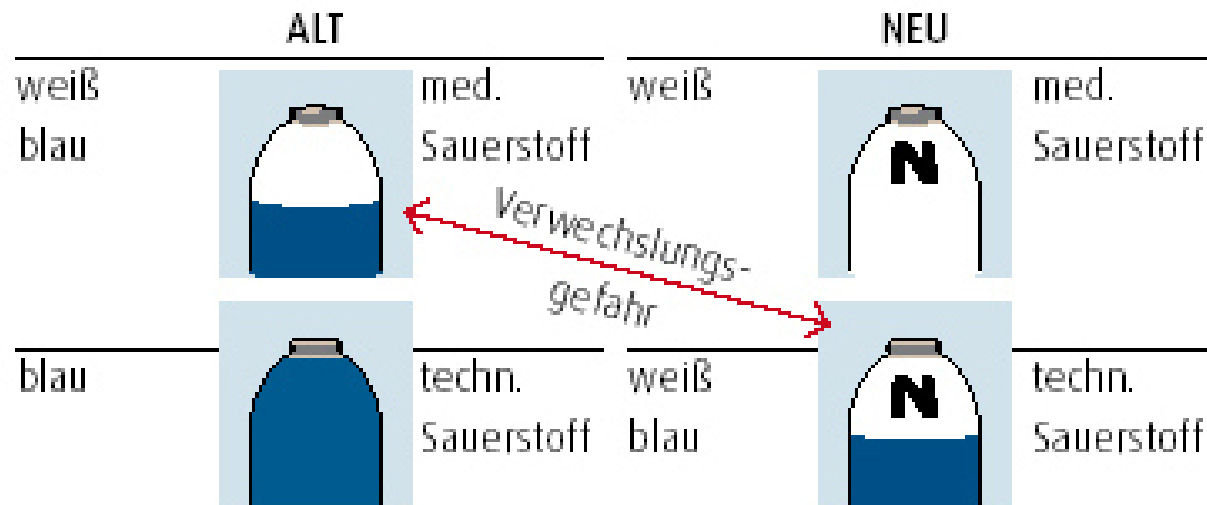 ALT NEU
weiß med. weiß med.
blau Sauerstoff N Sauerstoff
Verwechslungs-
gefahr
blau techn. weiß techn.
Sauerstoff blau N Sauerstoff